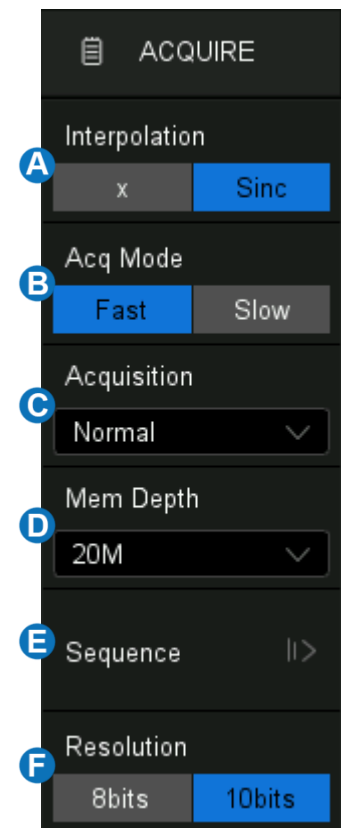 ACQUIRE
Interpolation
A
x Sinc
Acq Mode
B
Fast Slow
Acquisition
C
Normal
Mem Depth
D
20M
E
Sequence
Resolution
F
8bits 10bits